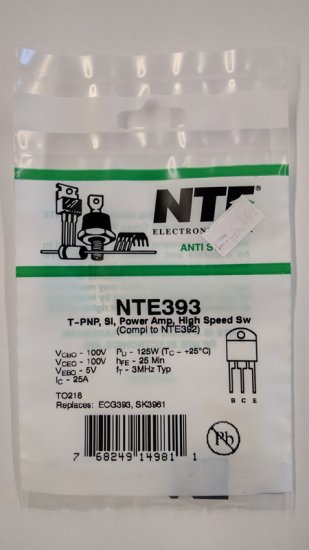 NTE®
ELECTRONI
ANTI S
NTE393
T-PNP, SI, Power Amp, High Speed Sw
(Compl to NTE392)
VCBO - 100V PD - 125W (TC - +25°C)
VCEO - 100V hFE - 25 Min
VEBO - 5V fT - 3MHz Typ
IC - 25A
B C E
TO218
Replaces: ECG393, SK3961
Pb
7 68249 14981 1